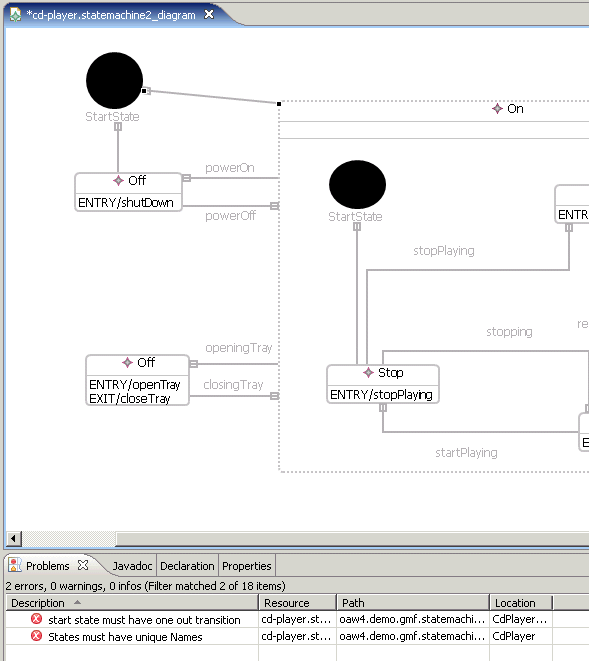 *cd-player.statemachine2_diagram
StartState
On
powerOn
Off
ENTRY/shutDown
powerOff
StartState
ENTR
stopPlaying
openingTray
stopping
re
Off
Stop
ENTRY/openTray
EXIT/closeTray
closingTray
ENTRY/stopPlaying
E
startPlaying
Problems Javadoc Declaration Properties
2 errors, 0 warnings, 0 infos (Filter matched 2 of 18 items)
Description Resource Path Location
start state must have one out transition cd-player.st... oaw4.demo.gmf.statemachi... CdPlayer...
States must have unique Names cd-player.st... oaw4.demo.gmf.statemachi... CdPlayer